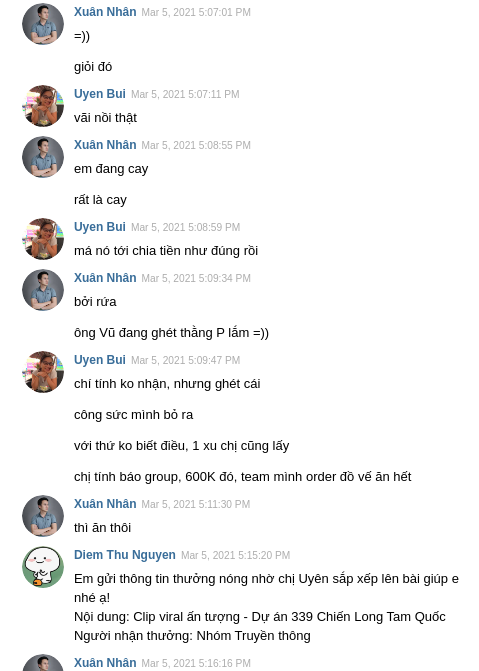 Xuân Nhân Mar 5, 2021 5:07:01 PM
=))
giỏi đó
Uyen Bui Mar 5, 2021 5:07:11 PM
vãi nồi thật
Xuân Nhân Mar 5, 2021 5:08:55 PM
em đang cay
rất là cay
Uyen Bui Mar 5, 2021 5:08:59 PM
má nó tới chia tiền như đúng rồi
Xuân Nhân Mar 5, 2021 5:09:34 PM
bởi rứa
ông Vũ đang ghét thằng P lắm =))
Uyen Bui Mar 5, 2021 5:09:47 PM
chí tính ko nhận, nhưng ghét cái
công sức mình bỏ ra
với thứ ko biết điều, 1 xu chị cũng lấy
chị tính báo group, 600K đó, team mình order đồ vế ăn hết
Xuân Nhân Mar 5, 2021 5:11:30 PM
thì ăn thôi
Diem Thu Nguyen Mar 5, 2021 5:15:20 PM
Em gửi thông tin thưởng nóng nhờ chị Uyên sắp xếp lên bài giúp e
nhé ạ!
Nội dung: Clip viral ấn tượng - Dự án 339 Chiến Long Tam Quốc
Người nhận thưởng: Nhóm Truyền thông
Xuân Nhân Mar 5, 2021 5:16:16 PM